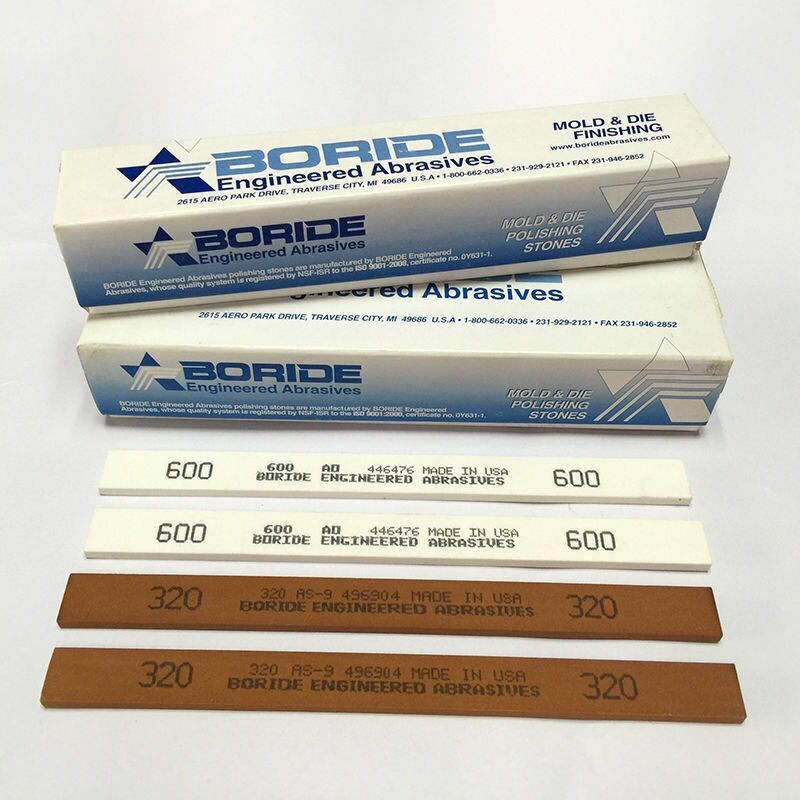 BORIDE
Engineered Abrasives
2615 AERO PARK DRIVE, TRAVERSE CITY, MI 49686 U.S.A • 1-800-662-0336 • 231-929-2121 • FAX 231-946-2852
MOLD & DIE
FINISHING
www.borideabrasives.com
BORIDE
Engineered Abrasives
BORIDE Engineered Abrasives polishing stones are manufactured by BORIDE Engineered
Abrasives, whose quality system is registered by NSF-ISR to the ISO 9001-2008, certificate no. 0Y631-1.
MOLD & DIE
POLISHING
STONES
Engineered Abrasives
2615 AERO PARK DRIVE, TRAVERSE CITY, MI 49686 U.S.A • 1-800-662-0336 • 231-929-2121 • FAX 231-946-2852
BORIDE
Engineered Abrasives
BORIDE Engineered Abrasives polishing stones are manufactured by BORIDE Engineered
Abrasives, whose quality system is registered by NSF-ISR to the ISO 9001:2000, certificate no. 0Y631-1.
MOLD & DIE
POLISHING
STONES
600 600 AO 446476 MADE IN USA 600
BORIDE ENGINEERED ABRASIVES
600 600 AO 446476 MADE IN USA 600
BORIDE ENGINEERED ABRASIVES
320 320 AS-9 496904 MADE IN USA 320
BORIDE ENGINEERED ABRASIVES
320 320 AS-9 496904 MADE IN USA 320
BORIDE ENGINEERED ABRASIVES